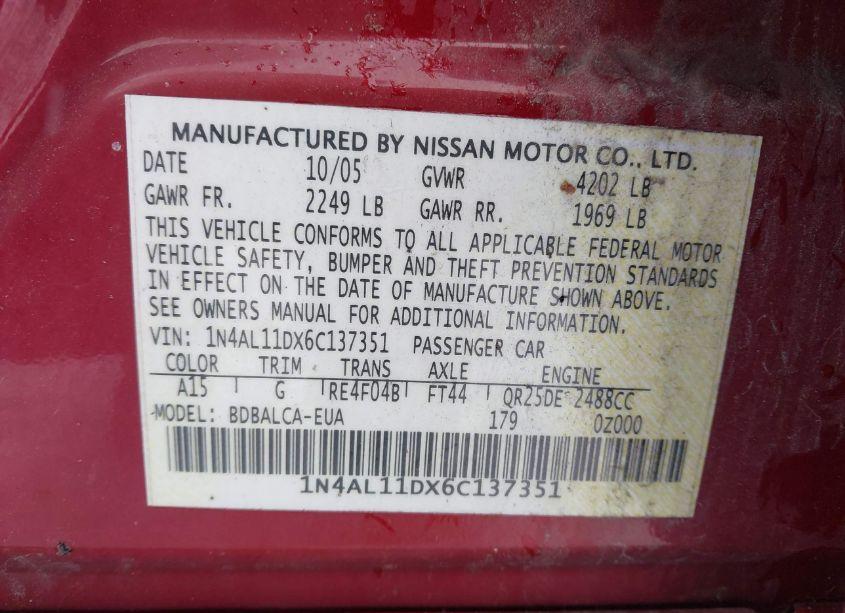 MANUFACTURED BY NISSAN MOTOR CO., LTD.
DATE 10/05 GVWR 4202 LB
GAWR FR. 2249 LB GAWR RR. 1969 LB
THIS VEHICLE CONFORMS TO ALL APPLICABLE FEDERAL MOTOR
VEHICLE SAFETY, BUMPER AND THEFT PREVENTION STANDARDS
IN EFFECT ON THE DATE OF MANUFACTURE SHOWN ABOVE.
SEE OWNERS MANUAL FOR ADDITIONAL INFORMATION.
VIN: 1N4AL11DX6C137351 PASSENGER CAR
COLOR TRIM TRANS AXLE ENGINE
A15 G RE4F04B FT44 QR25DE 2488CC
MODEL: BDBALCA-EUA 179 0Z000
1N4AL11DX6C137351